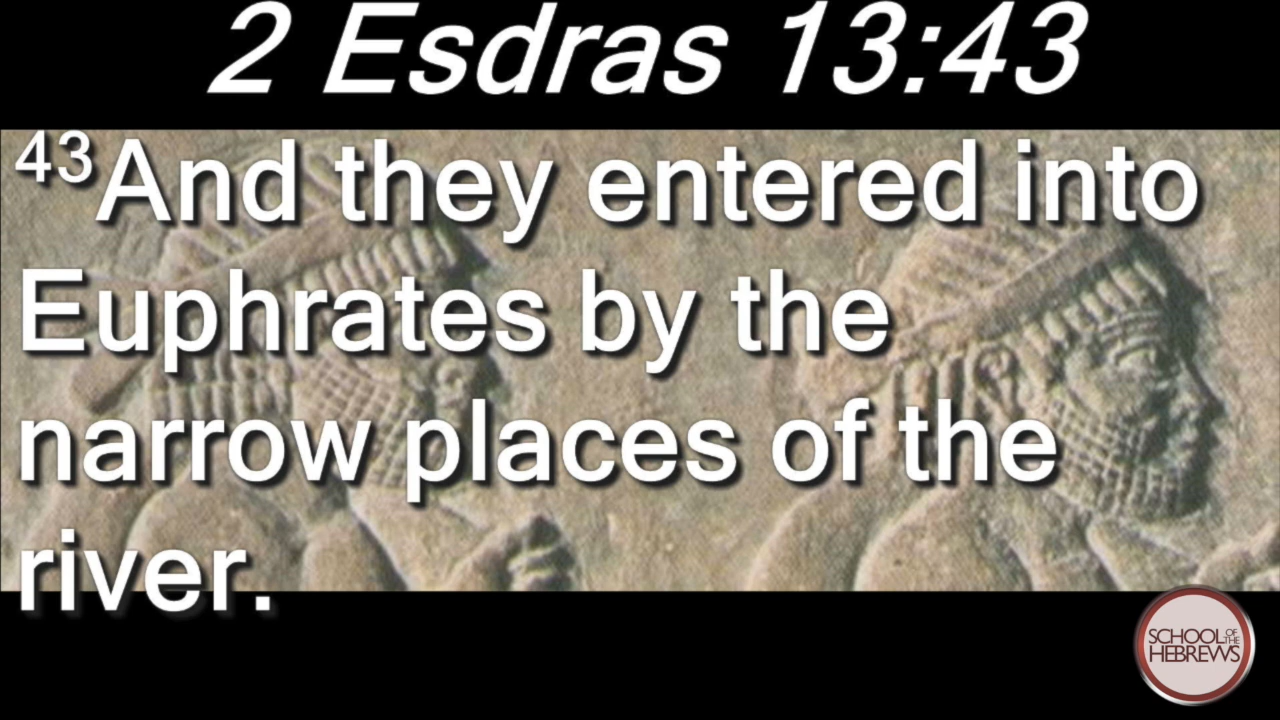 2 Esdras 13:43
43And they entered into
Euphrates by the
narrow places of the
river.
SCHOOL OF THE
HEBREWS